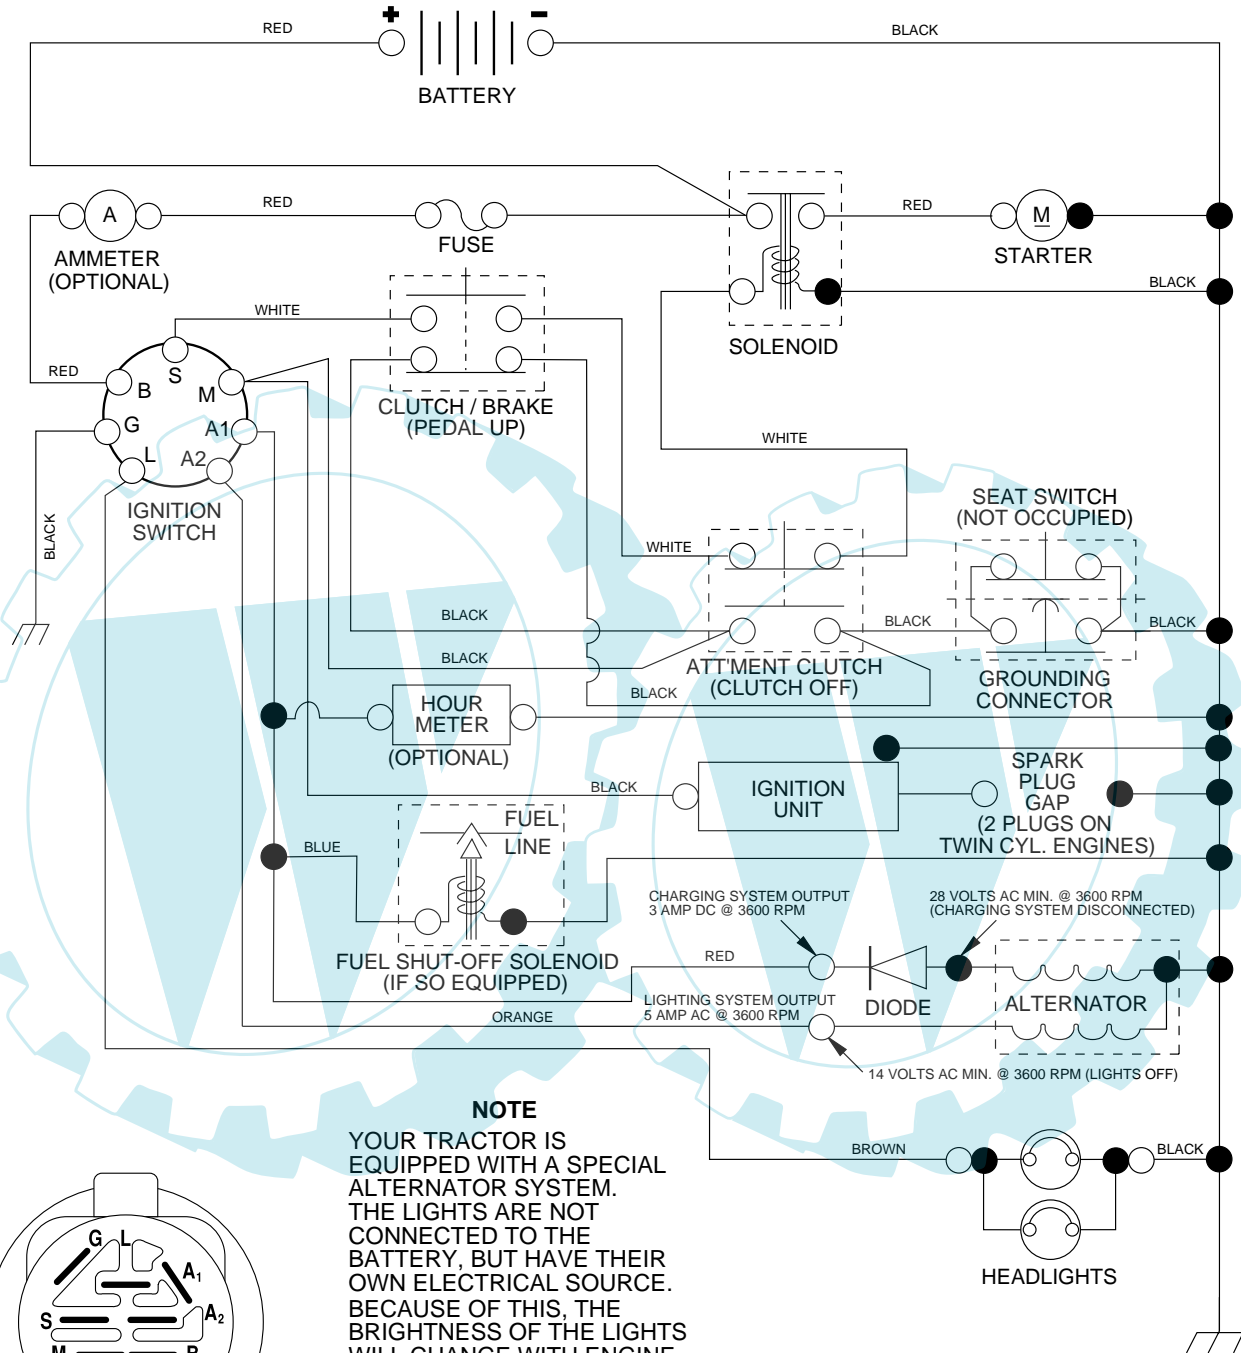 + −
RED
BLACK
BATTERY
RED
A
FUSE
RED
M
AMMETER
(OPTIONAL)
STARTER
BLACK
WHITE
SOLENOID
RED
S
B
M
G
A1
L
A2
CLUTCH / BRAKE
(PEDAL UP)
WHITE
IGNITION
SWITCH
BLACK
SEAT SWITCH
(NOT OCCUPIED)
WHITE
BLACK
BLACK
BLACK
BLACK
ATT'MENT CLUTCH
(CLUTCH OFF)
GROUNDING
CONNECTOR
BLACK
HOUR
METER
(OPTIONAL)
BLACK
IGNITION
UNIT
SPARK
PLUG
GAP
(2 PLUGS ON
TWIN CYL. ENGINES)
FUEL
LINE
BLUE
CHARGING SYSTEM OUTPUT
3 AMP DC @ 3600 RPM
28 VOLTS AC MIN. @ 3600 RPM
(CHARGING SYSTEM DISCONNECTED)
FUEL SHUT-OFF SOLENOID
(IF SO EQUIPPED)
RED
DIODE
ALTERNATOR
LIGHTING SYSTEM OUTPUT
5 AMP AC @ 3600 RPM
ORANGE
14 VOLTS AC MIN. @ 3600 RPM (LIGHTS OFF)
NOTE
YOUR TRACTOR IS
EQUIPPED WITH A SPECIAL
ALTERNATOR SYSTEM.
THE LIGHTS ARE NOT
CONNECTED TO THE
BATTERY, BUT HAVE THEIR
OWN ELECTRICAL SOURCE.
BECAUSE OF THIS, THE
BRIGHTNESS OF THE LIGHTS
WILL CHANGE WITH ENGINE
BROWN
BLACK
HEADLIGHTS
G L
A1
A2
S
M B